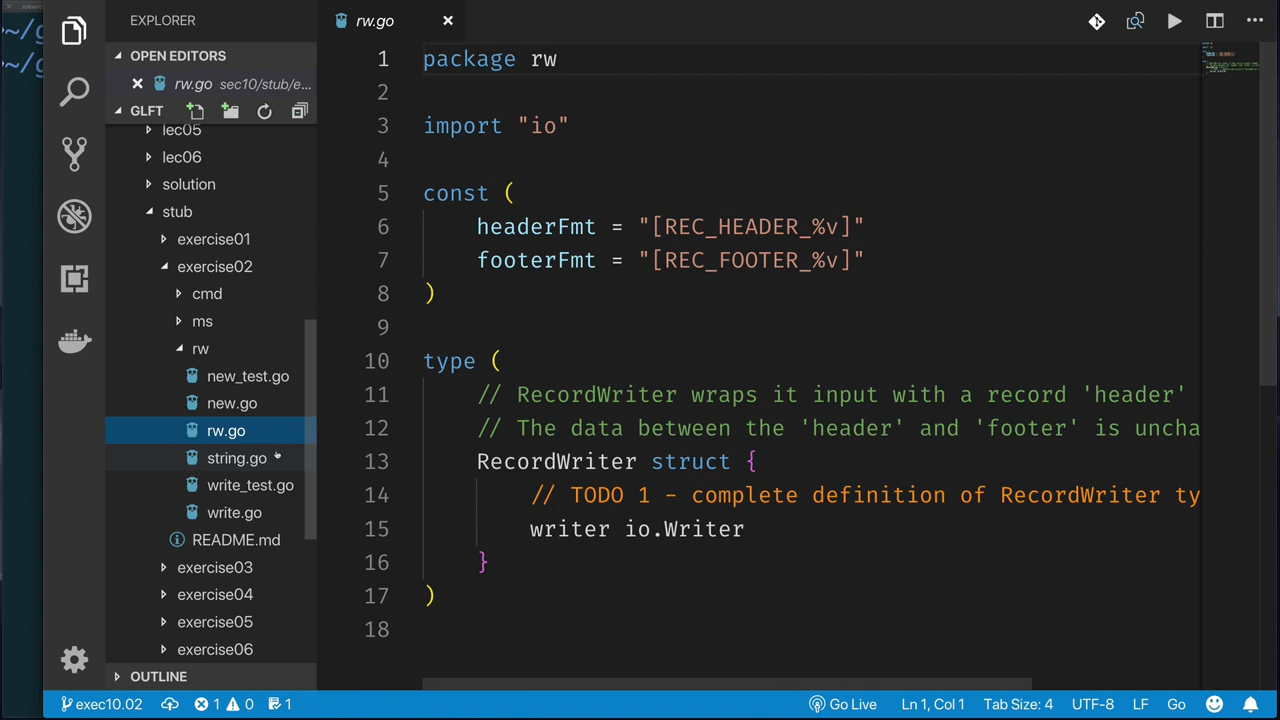 ~/g
~/g
EXPLORER
OPEN EDITORS
rw.go sec10/stub/e...
GLFT
lec05
lec06
solution
stub
exercise01
exercise02
cmd
ms
rw
new_test.go
new.go
rw.go
string.go
write_test.go
write.go
README.md
exercise03
exercise04
exercise05
exercise06
OUTLINE
rw.go
1 package rw
2
3 import "io"
4
5 const (
6 headerFmt = "[REC_HEADER_%v]"
7 footerFmt = "[REC_FOOTER_%v]"
8 )
9
10 type (
11 // RecordWriter wraps it input with a record 'header'
12 // The data between the 'header' and 'footer' is uncha
13 RecordWriter struct {
14 // TODO 1 - complete definition of RecordWriter ty
15 writer io.Writer
16 }
17 )
18
exec10.02 1 0 1 Go Live Ln 1, Col 1 Tab Size: 4 UTF-8 LF Go